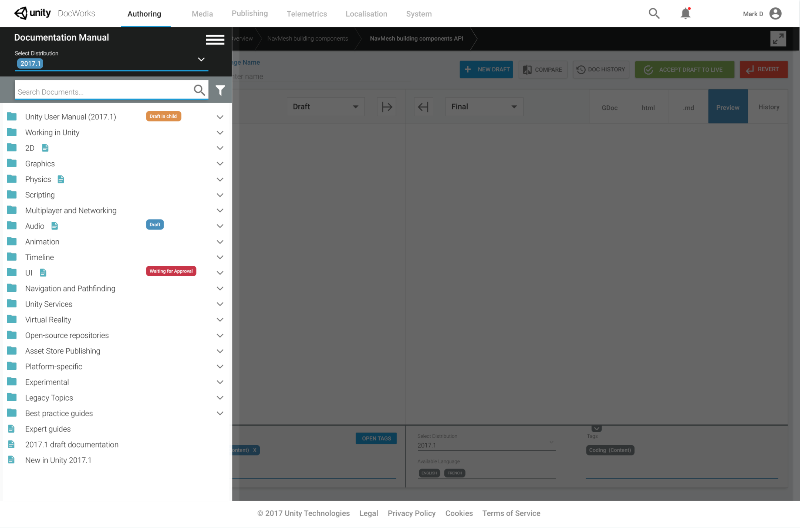 unity DocWorks
Authoring
Media
Publishing
Telemetrics
Localisation
System
Mark D
Documentation Manual
Select Distribution
2017.1
Search Documents...
NavMesh building components
NavMesh building components API
Name
name
NEW DRAFT
COMPARE
DOC HISTORY
ACCEPT DRAFT TO LIVE
REVERT
Draft
Final
GDoc
html
.md
Preview
History
Unity User Manual (2017.1)
Draft in child
Working in Unity
2D
Graphics
Physics
Scripting
Multiplayer and Networking
Audio
Draft
Animation
Timeline
UI
Waiting for Approval
Navigation and Pathfinding
Unity Services
Virtual Reality
Open-source repositories
Asset Store Publishing
Platform-specific
Experimental
Legacy Topics
Best practice guides
Expert guides
2017.1 draft documentation
New in Unity 2017.1
OPEN TAGS
Select Distribution
2017.1
Tags
Coding (Content)
© 2017 Unity Technologies Legal Privacy Policy Cookies Terms of Service